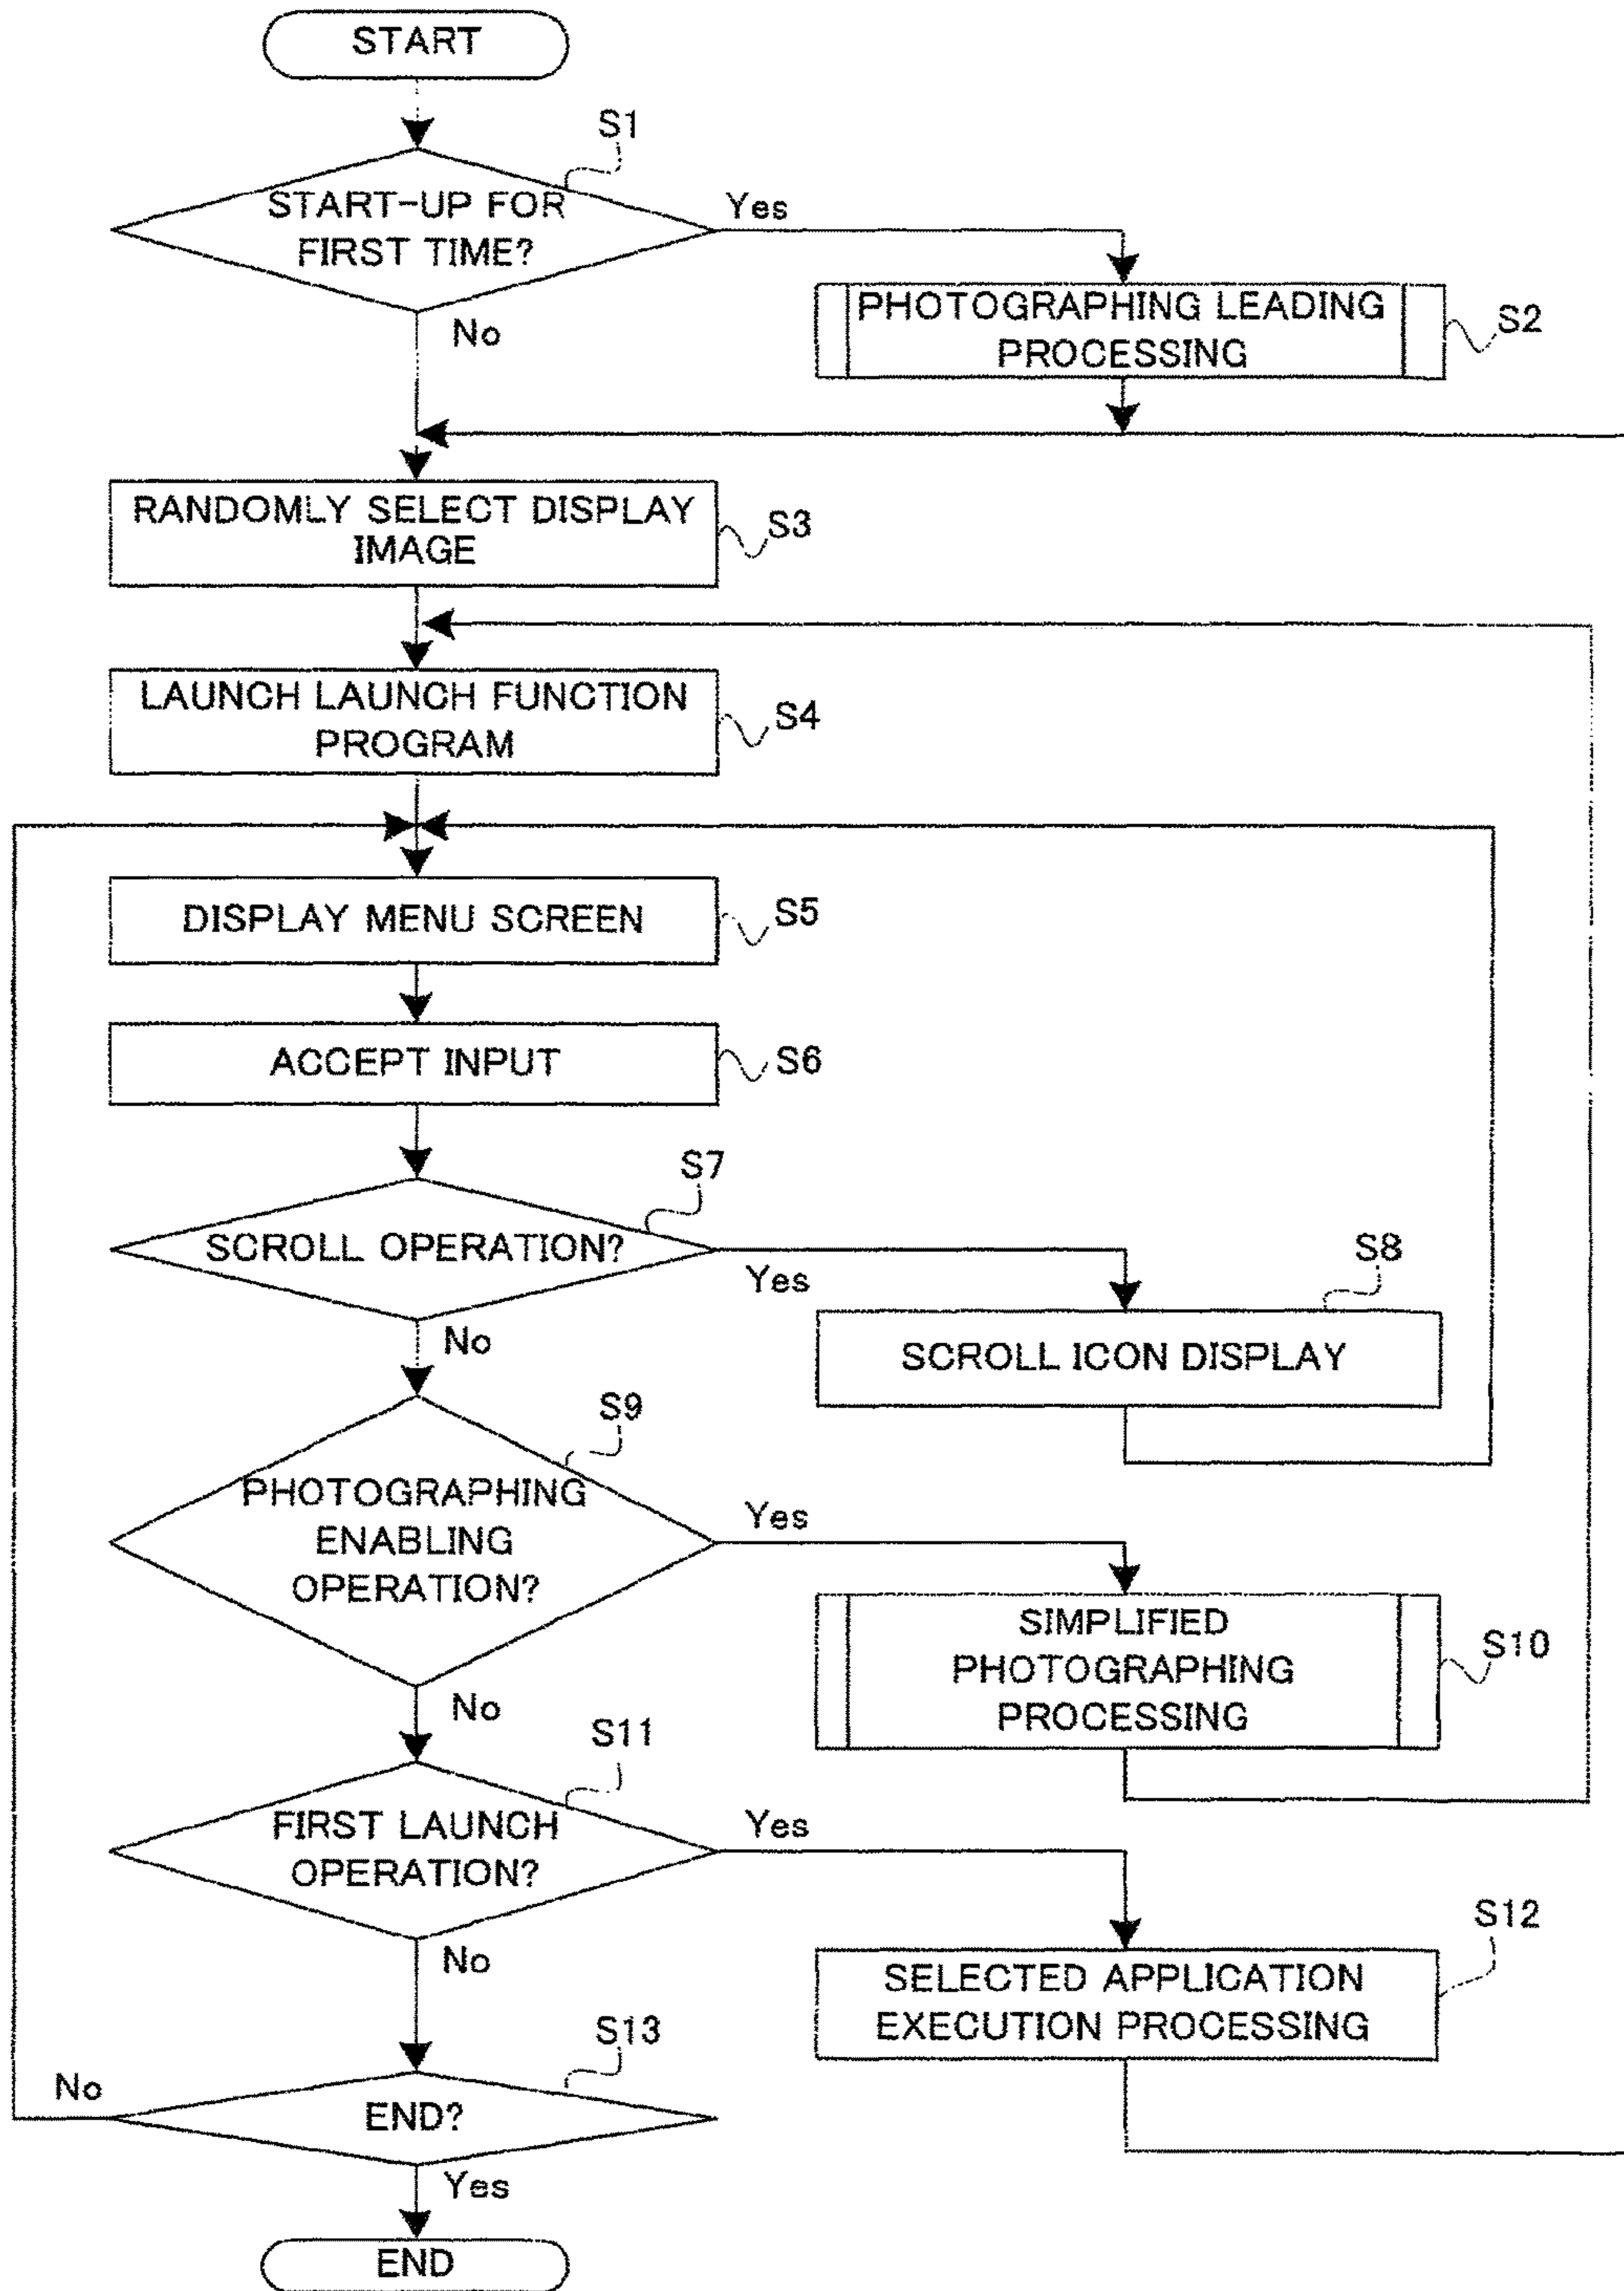 START
S1
START-UP FOR
FIRST TIME?
Yes
No
PHOTOGRAPHING LEADING
PROCESSING
S2
RANDOMLY SELECT DISPLAY
IMAGE
S3
LAUNCH LAUNCH FUNCTION
PROGRAM
S4
DISPLAY MENU SCREEN
S5
ACCEPT INPUT
S6
S7
SCROLL OPERATION?
Yes
No
S8
SCROLL ICON DISPLAY
S9
PHOTOGRAPHING
ENABLING
OPERATION?
Yes
No
SIMPLIFIED
PHOTOGRAPHING
PROCESSING
S10
S11
FIRST LAUNCH
OPERATION?
Yes
No
S12
SELECTED APPLICATION
EXECUTION PROCESSING
S13
END?
No
Yes
END